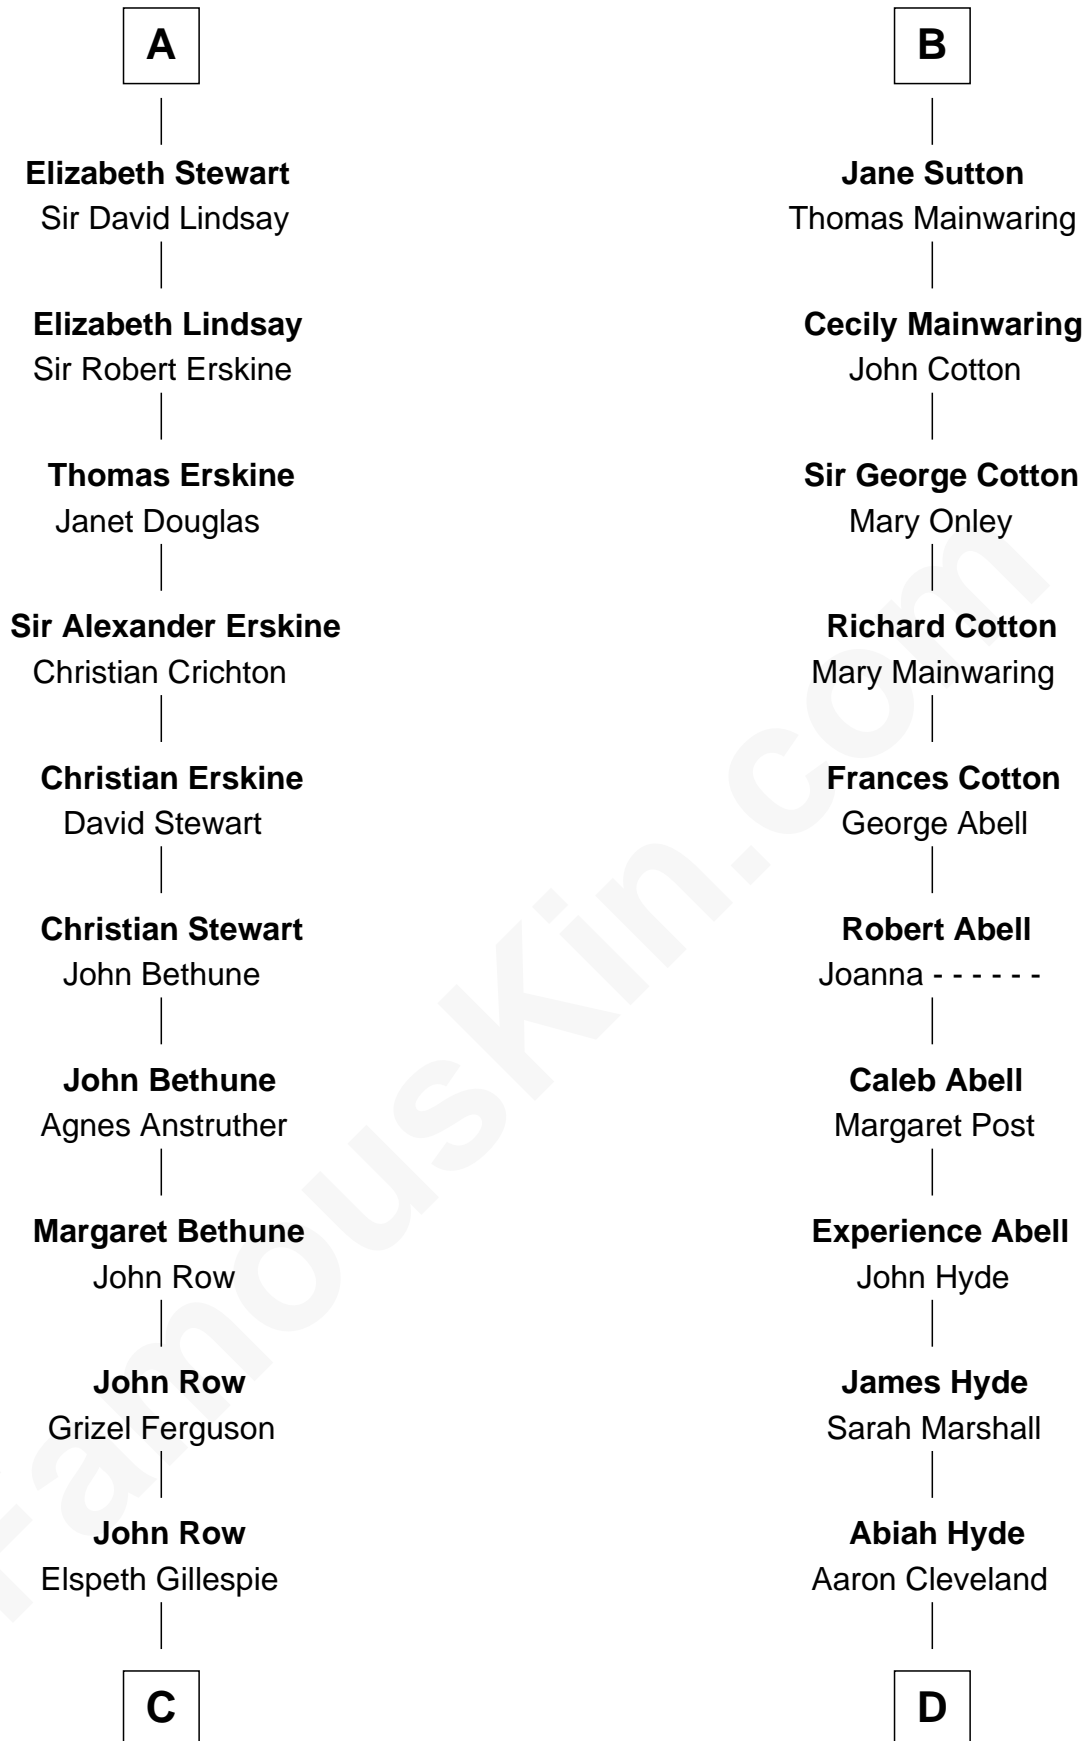 A
Elizabeth Stewart
Sir David Lindsay
Elizabeth Lindsay
Sir Robert Erskine
Thomas Erskine
Janet Douglas
Sir Alexander Erskine
Christian Crichton
Christian Erskine
David Stewart
Christian Stewart
John Bethune
John Bethune
Agnes Anstruther
Margaret Bethune
John Row
John Row
Grizel Ferguson
John Row
Elspeth Gillespie
C
B
Jane Sutton
Thomas Mainwaring
Cecily Mainwaring
John Cotton
Sir George Cotton
Mary Onley
Richard Cotton
Mary Mainwaring
Frances Cotton
George Abell
Robert Abell
Joanna - - - - - -
Caleb Abell
Margaret Post
Experience Abell
John Hyde
James Hyde
Sarah Marshall
Abiah Hyde
Aaron Cleveland
D
FamousKin.com